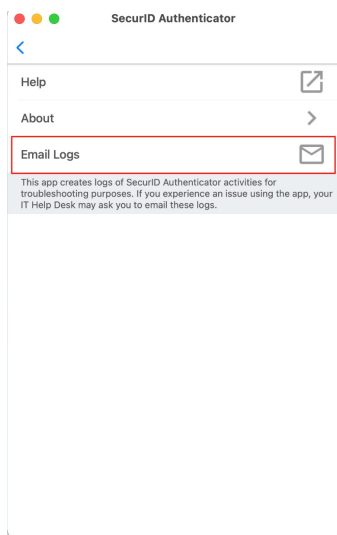 SecurID Authenticator
Help
About
Email Logs
This app creates logs of SecurID Authenticator activities for
troubleshooting purposes. If you experience an issue using the app, your
IT Help Desk may ask you to email these logs.